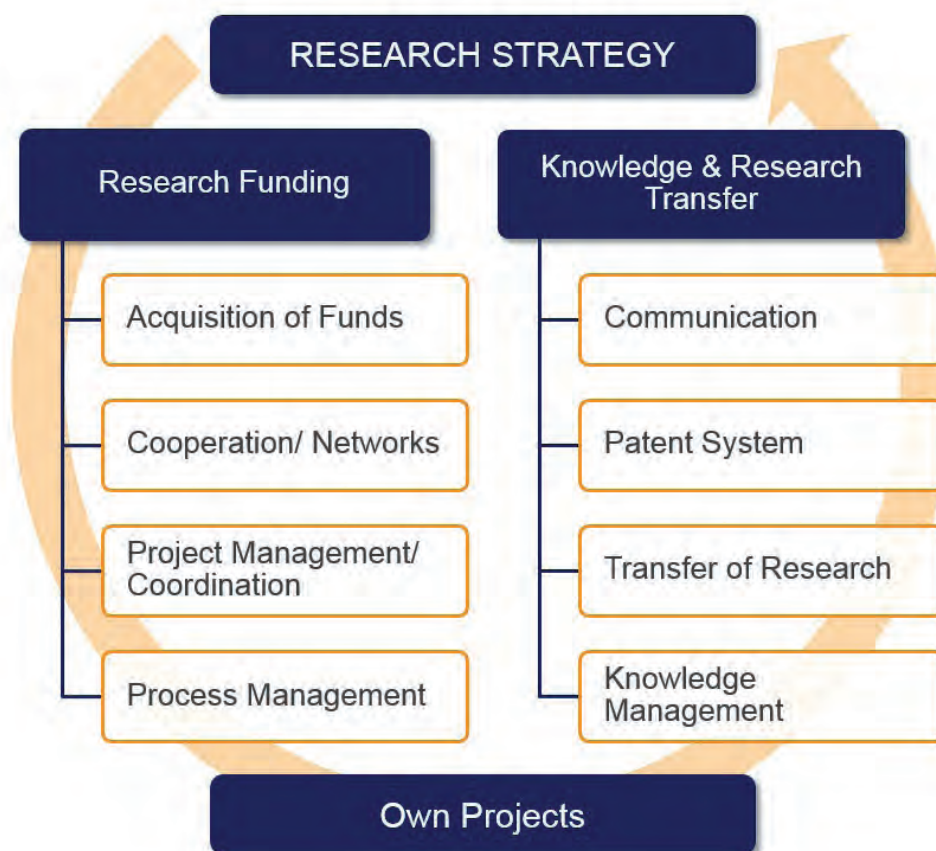 RESEARCH STRATEGY
Research Funding
Acquisition of Funds
Cooperation/ Networks
Project Management/
Coordination
Process Management
Knowledge & Research
Transfer
Communication
Patent System
Transfer of Research
Knowledge
Management
Own Projects